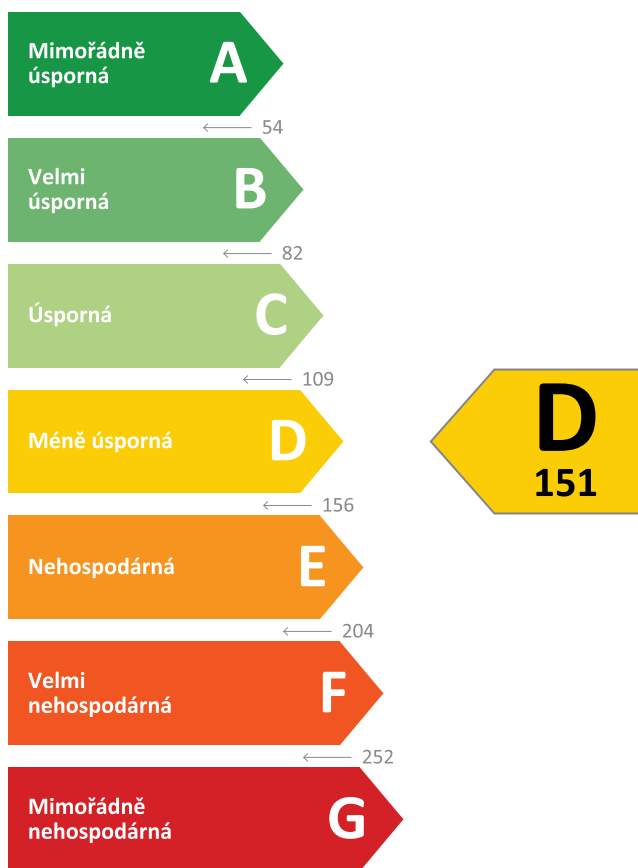 Mimořádně
úsporná
A
54
Velmi
úsporná
B
82
Úsporná
C
109
Méně úsporná
D
D
151
156
Nehospodárná
E
204
Velmi
nehospodárná
F
252
Mimořádně
nehospodárná
G